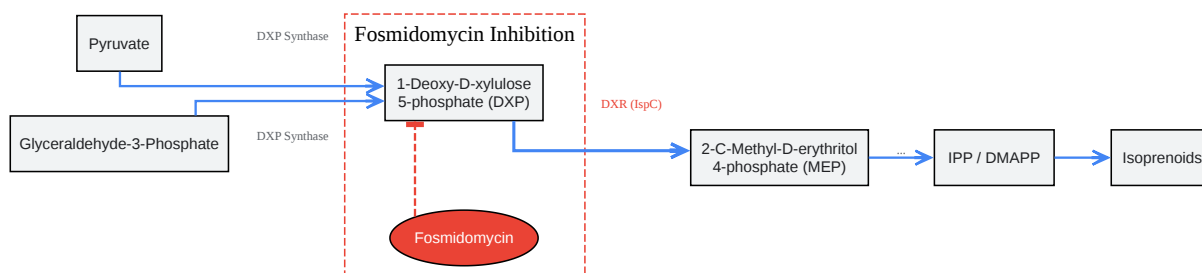 Pyruvate
DXP Synthase
Fosmidomycin Inhibition
1-Deoxy-D-xylulose
5-phosphate (DXP)
DXR (IspC)
Glyceraldehyde-3-Phosphate
DXP Synthase
2-C-Methyl-D-erythritol
4-phosphate (MEP)
...
IPP / DMAPP
Isoprenoids
Fosmidomycin